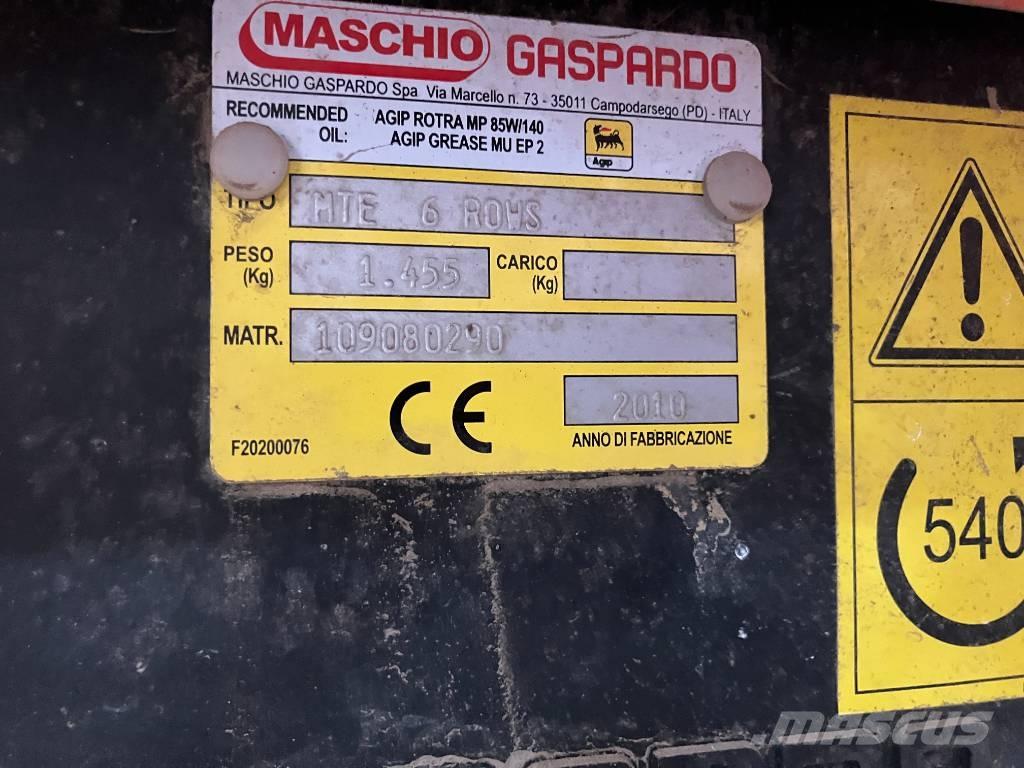 MASCHIO GASPARDO
MASCHIO GASPARDO Spa Via Marcello n. 73 - 35011 Campodarsego (PD) - ITALY
RECOMMENDED OIL: AGIP ROTRA MP 85W/140
AGIP GREASE MU EP 2
Agip
TIPO MTE 6 ROWS
PESO (Kg) 1.455 CARICO (Kg)
MATR. 109080290
CE 2010
F20200076 ANNO DI FABBRICAZIONE
540
MASCUS